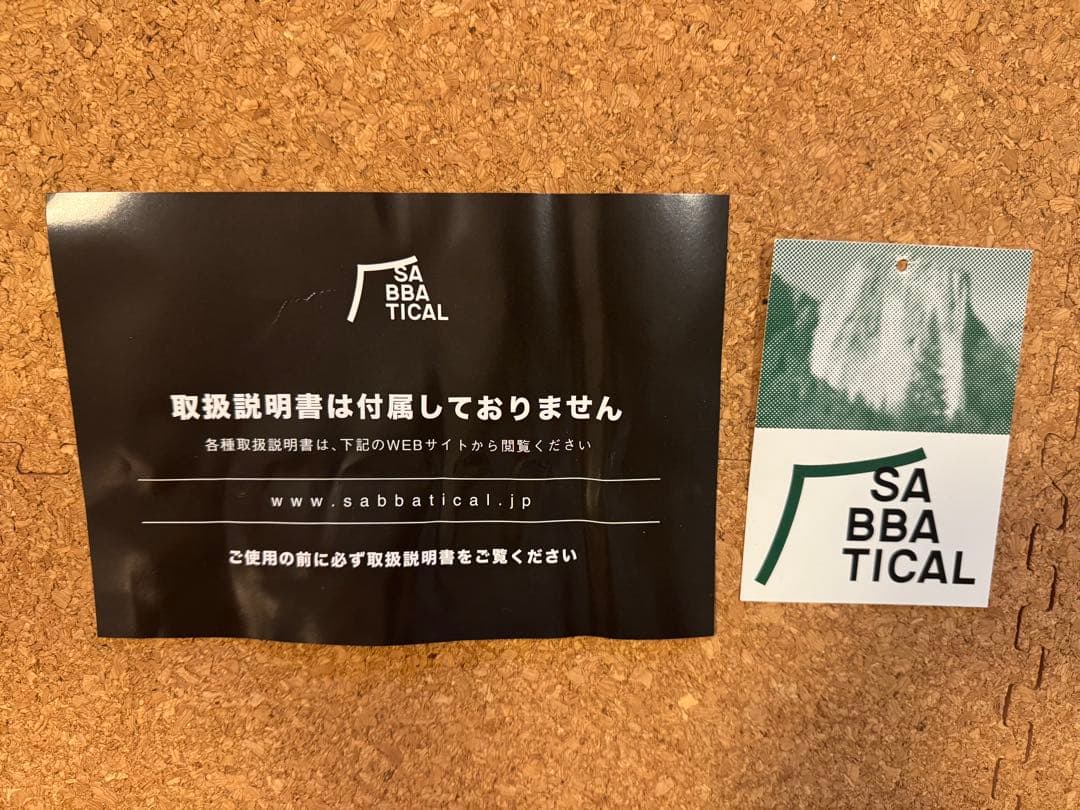 SA
BBA
TICAL
取扱説明書は付属しておりません
各種取扱説明書は、下記のWEBサイトから閲覧ください
www.sabbatical.jp
ご使用の前に必ず取扱説明書をご覧ください
SA
BBA
TICAL